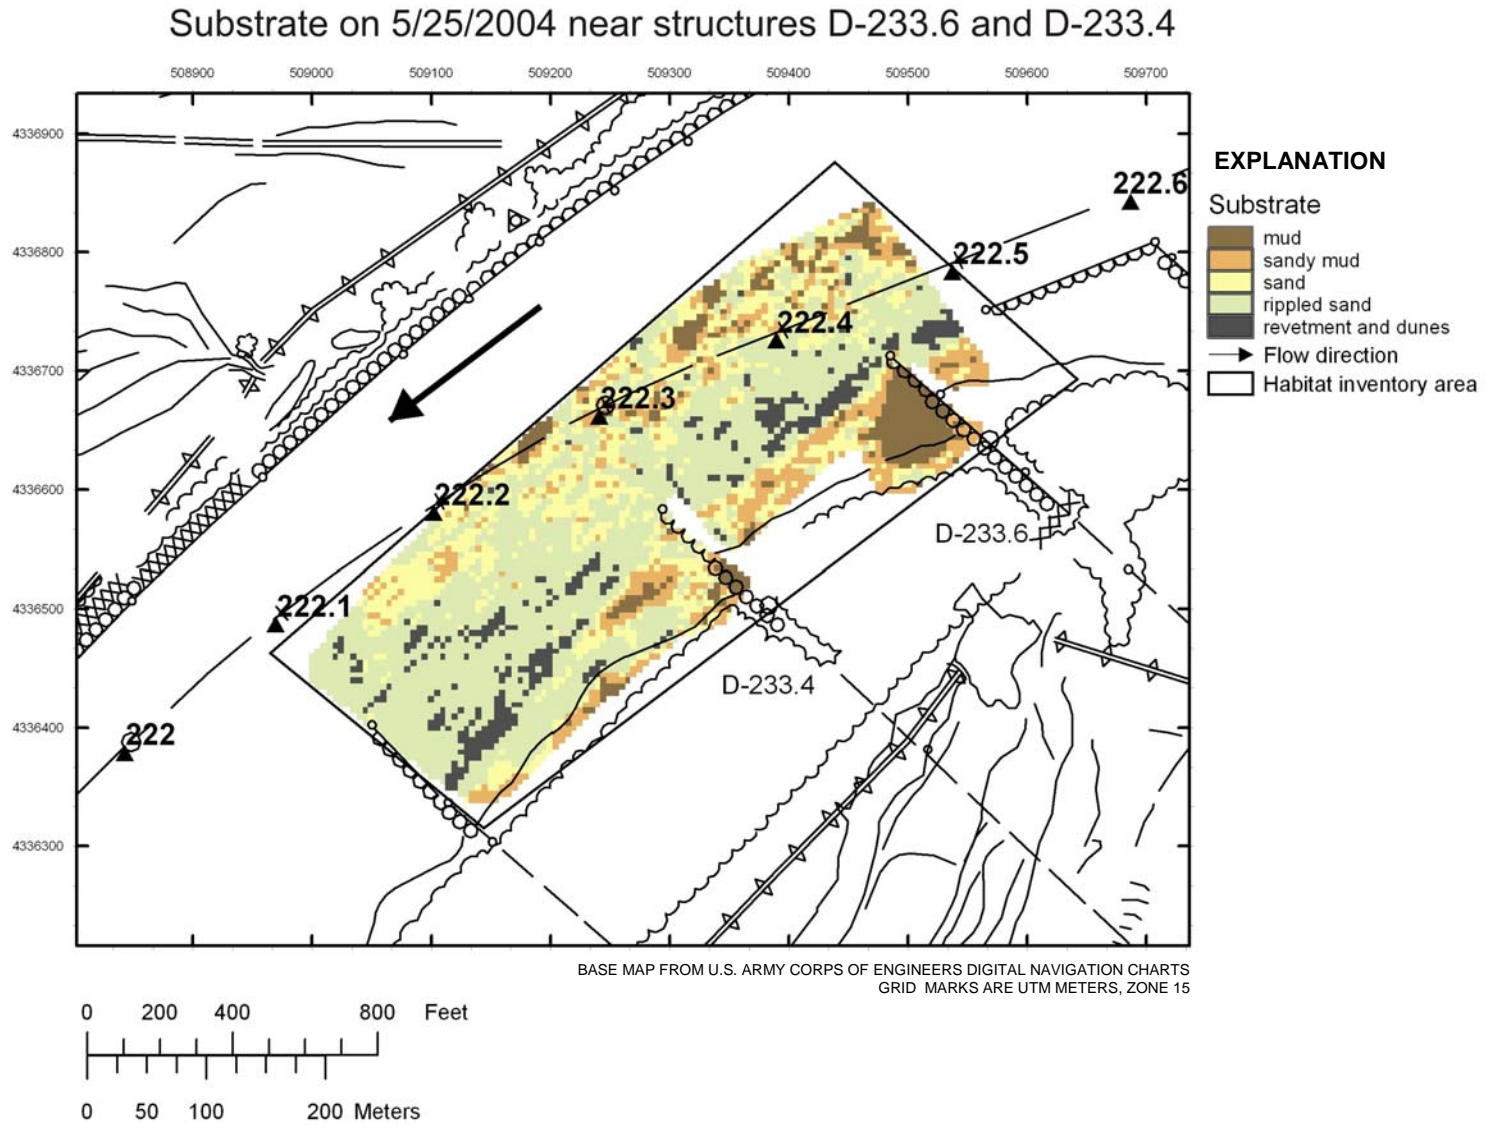 Substrate on 5/25/2004 near structures D-233.6 and D-233.4
508900 509000 509100 509200 509300 509400 509500 509600 509700
4336900
4336800
4336700
4336600
4336500
4336400
4336300
222.6
222.5
222.4
222.3
222.2
222.1
222
D-233.6
D-233.4
EXPLANATION
Substrate
mud
sandy mud
sand
rippled sand
revetment and dunes
Flow direction
Habitat inventory area
BASE MAP FROM U.S. ARMY CORPS OF ENGINEERS DIGITAL NAVIGATION CHARTS
GRID MARKS ARE UTM METERS, ZONE 15
0 200 400 800 Feet
0 50 100 200 Meters